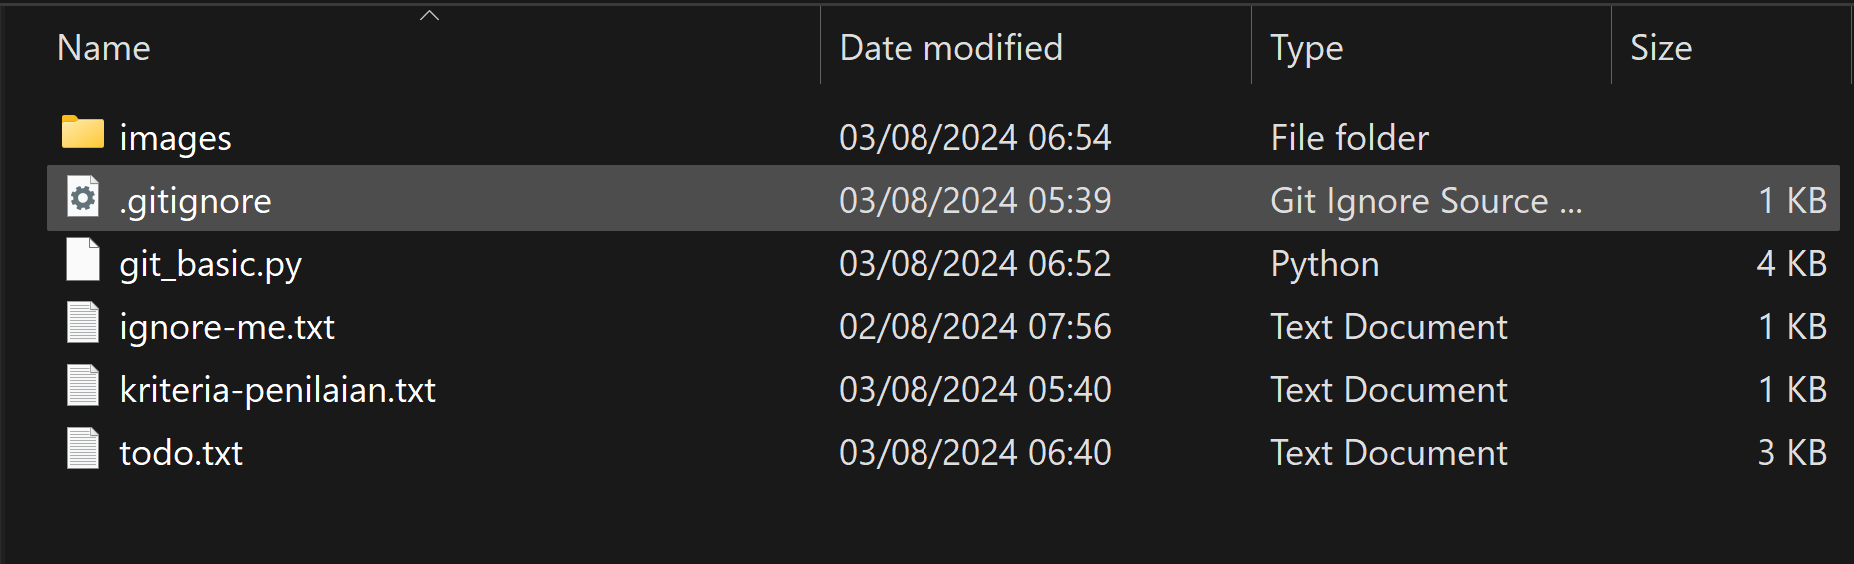 Name Date modified Type Size
images 03/08/2024 06:54 File folder
.gitignore 03/08/2024 05:39 Git Ignore Source ... 1 KB
git_basic.py 03/08/2024 06:52 Python 4 KB
ignore-me.txt 02/08/2024 07:56 Text Document 1 KB
kriteria-penilaian.txt 03/08/2024 05:40 Text Document 1 KB
todo.txt 03/08/2024 06:40 Text Document 3 KB